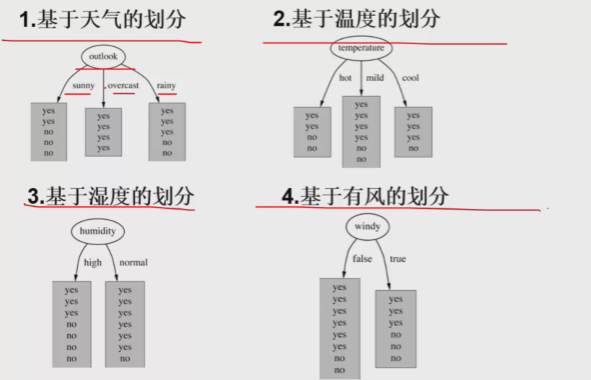 1.基于天气的划分
outlook
sunny
overcast
rainy
yes
yes
no
no
no
yes
yes
yes
yes
yes
yes
yes
no
no
2.基于温度的划分
temperature
hot
mild
cool
yes
yes
no
no
yes
yes
yes
yes
no
no
yes
yes
yes
no
3.基于湿度的划分
humidity
high
normal
yes
yes
yes
no
no
no
no
yes
yes
yes
yes
yes
yes
no
4.基于有风的划分
windy
false
true
yes
yes
yes
yes
yes
yes
no
no
yes
yes
yes
no
no
no